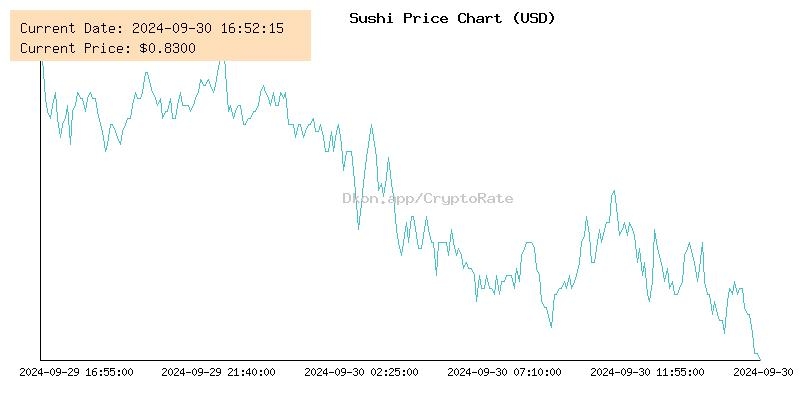 Sushi Price Chart (USD)
Current Date: 2024-09-30 16:52:15
Current Price: $0.8300
Dkon.app/CryptoRate
2024-09-29 16:55:00 2024-09-29 21:40:00 2024-09-30 02:25:00 2024-09-30 07:10:00 2024-09-30 11:55:00 2024-09-30